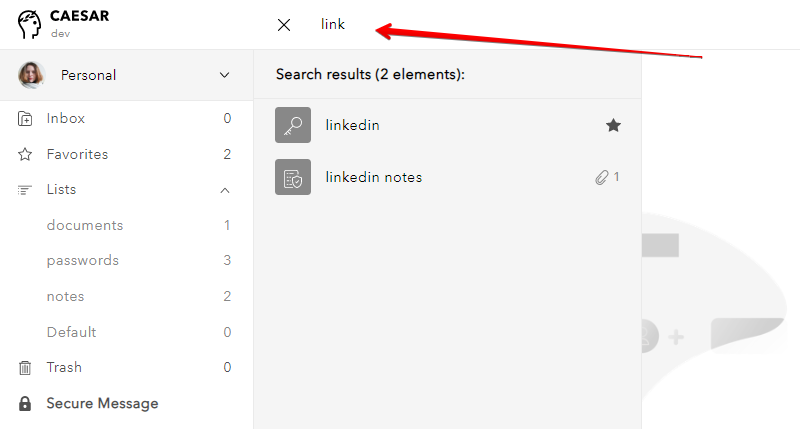 CAESAR
dev
link
Personal
Search results (2 elements):
Inbox 0
linkedin
Favorites 2
linkedin notes 1
Lists
documents 1
passwords 3
notes 2
Default 0
Trash 0
Secure Message